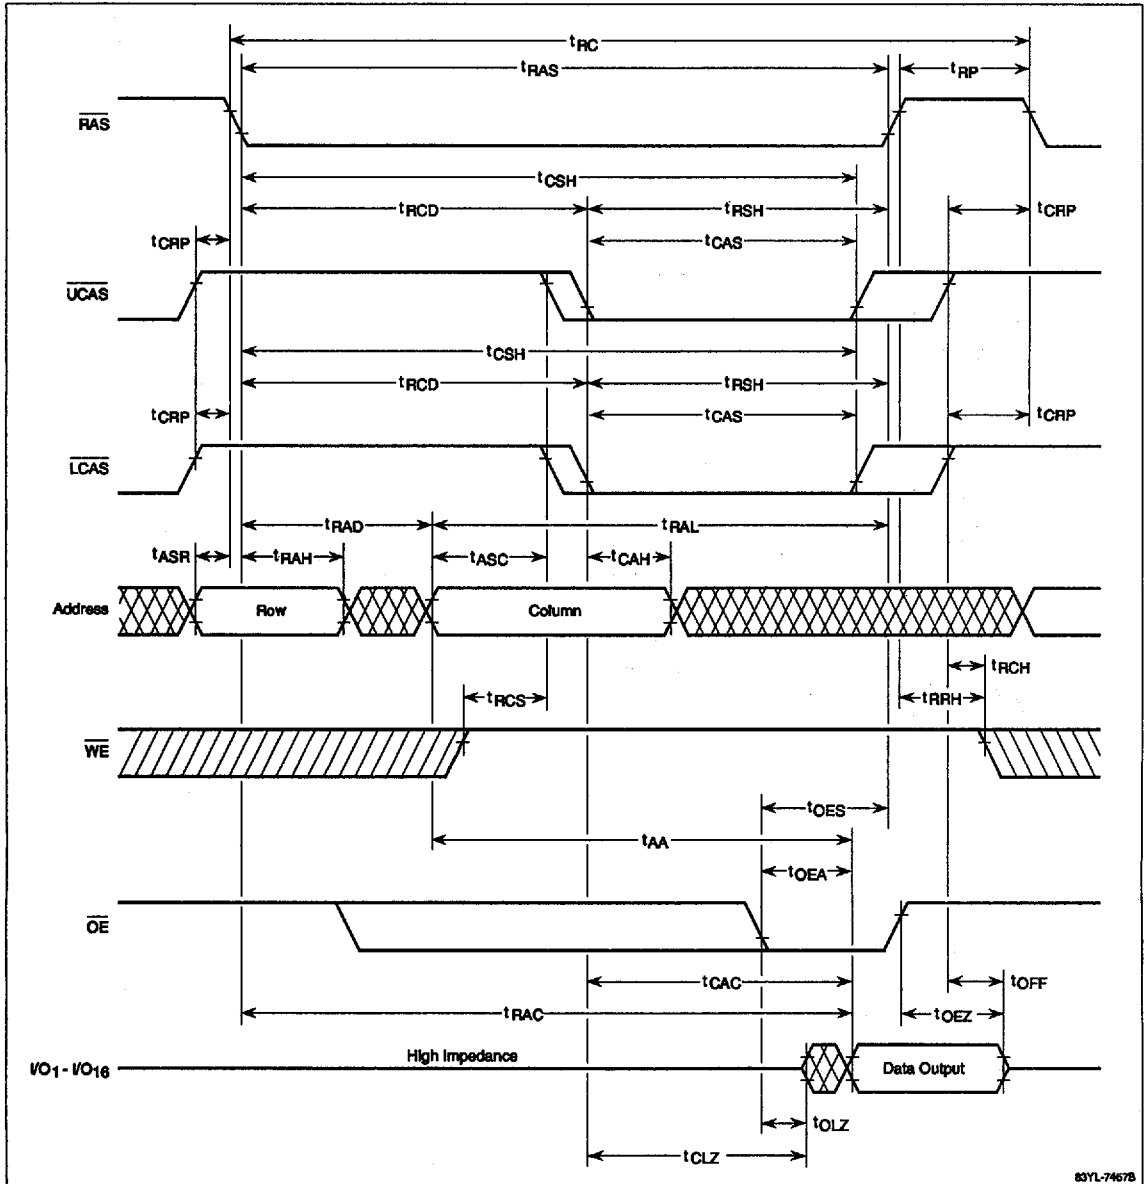 tRC
tRAS
tRP
RAS
tCSH
tRCD
tRSH
tCRP
tCRP
tCAS
UCAS
tCSH
tRCD
tRSH
tCRP
tCRP
tCAS
LCAS
tRAD
tRAL
tASR
tRAH
tASC
tCAH
Address
Row
Column
tRCH
tRCS
tRRH
WE
tOES
tAA
tOEA
OE
tCAC
tOFF
tRAC
tOEZ
High Impedance
I/O1 - I/O16
Data Output
tOLZ
tCLZ
83YL-7467B